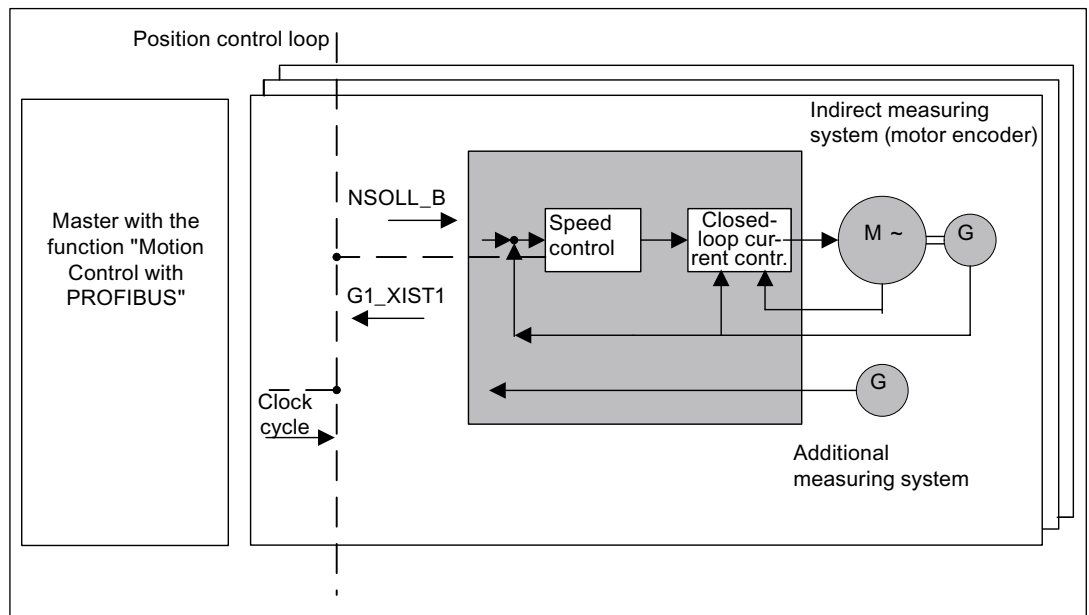 Position control loop
Master with the
function "Motion
Control with
PROFIBUS"
Indirect measuring
system (motor encoder)
NSOLL_B
Speed
control
Closed-
loop cur-
rent contr.
M ~
G
G1_XIST1
Clock
cycle
G
Additional
measuring system